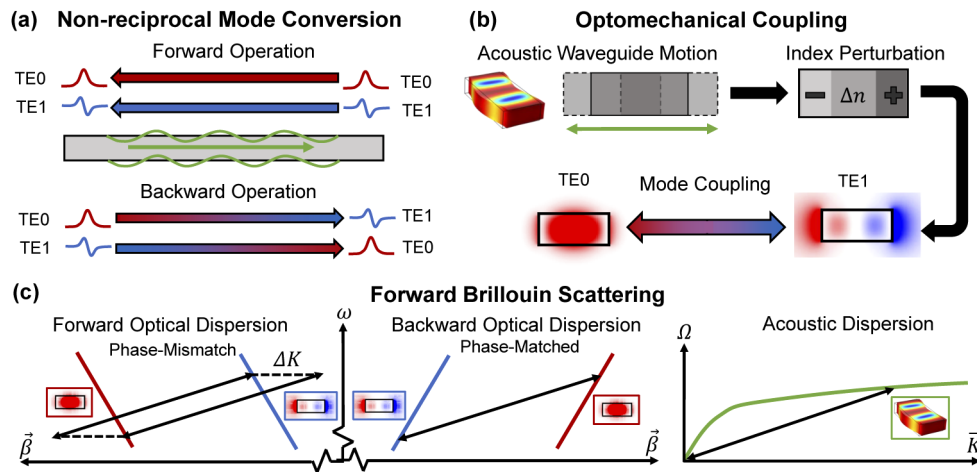 (a) Non-reciprocal Mode Conversion
Forward Operation
TE0
TE0
TE1
TE1
Backward Operation
TE0
TE1
TE1
TE0
(b) Optomechanical Coupling
Acoustic Waveguide Motion
Index Perturbation
− Δn +
TE0
Mode Coupling
TE1
(c) Forward Brillouin Scattering
Forward Optical Dispersion
Phase-Mismatch
ΔK
β⃗
ω
Backward Optical Dispersion
Phase-Matched
β⃗
Acoustic Dispersion
Ω